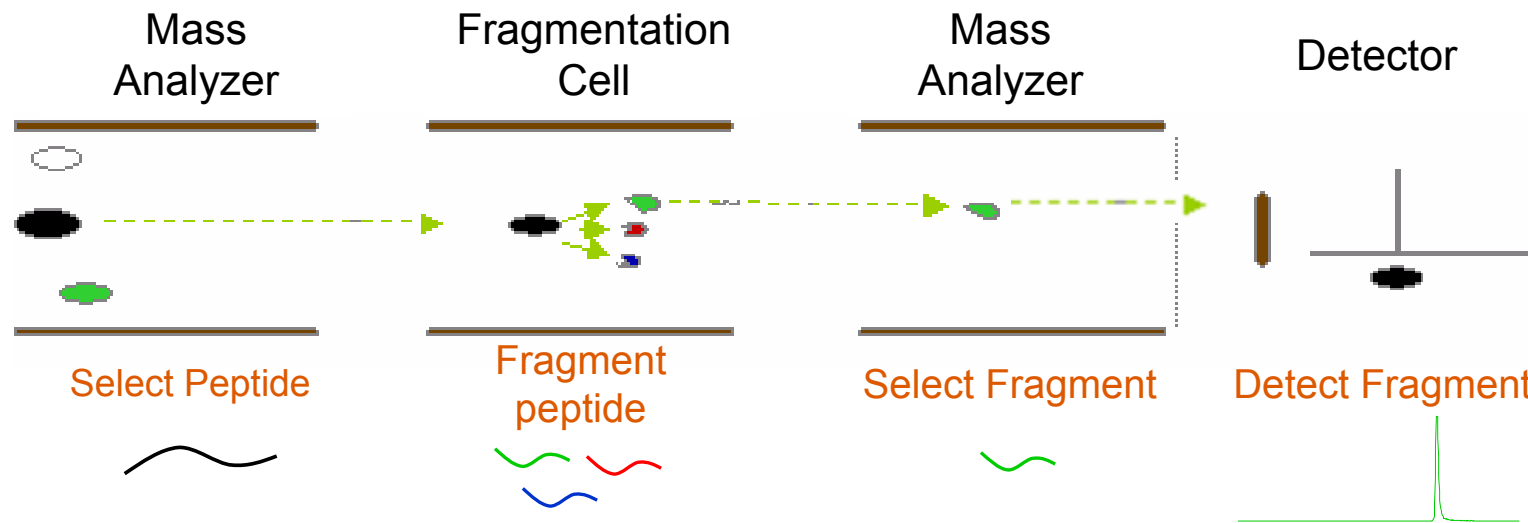 Mass
Analyzer
Fragmentation
Cell
Mass
Analyzer
Detector
Select Peptide
Fragment
peptide
Select Fragment
Detect Fragment